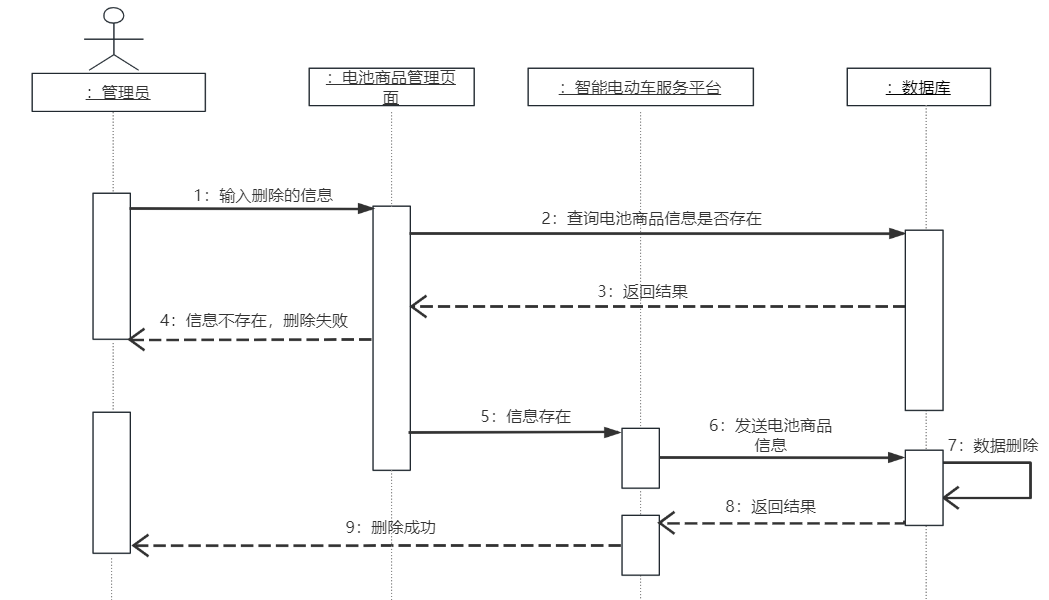 ：管理员
：电池商品管理页
面
：智能电动车服务平台
：数据库
1：输入删除的信息
2：查询电池商品信息是否存在
3：返回结果
4：信息不存在，删除失败
5：信息存在
6：发送电池商品
信息
7：数据删除
8：返回结果
9：删除成功